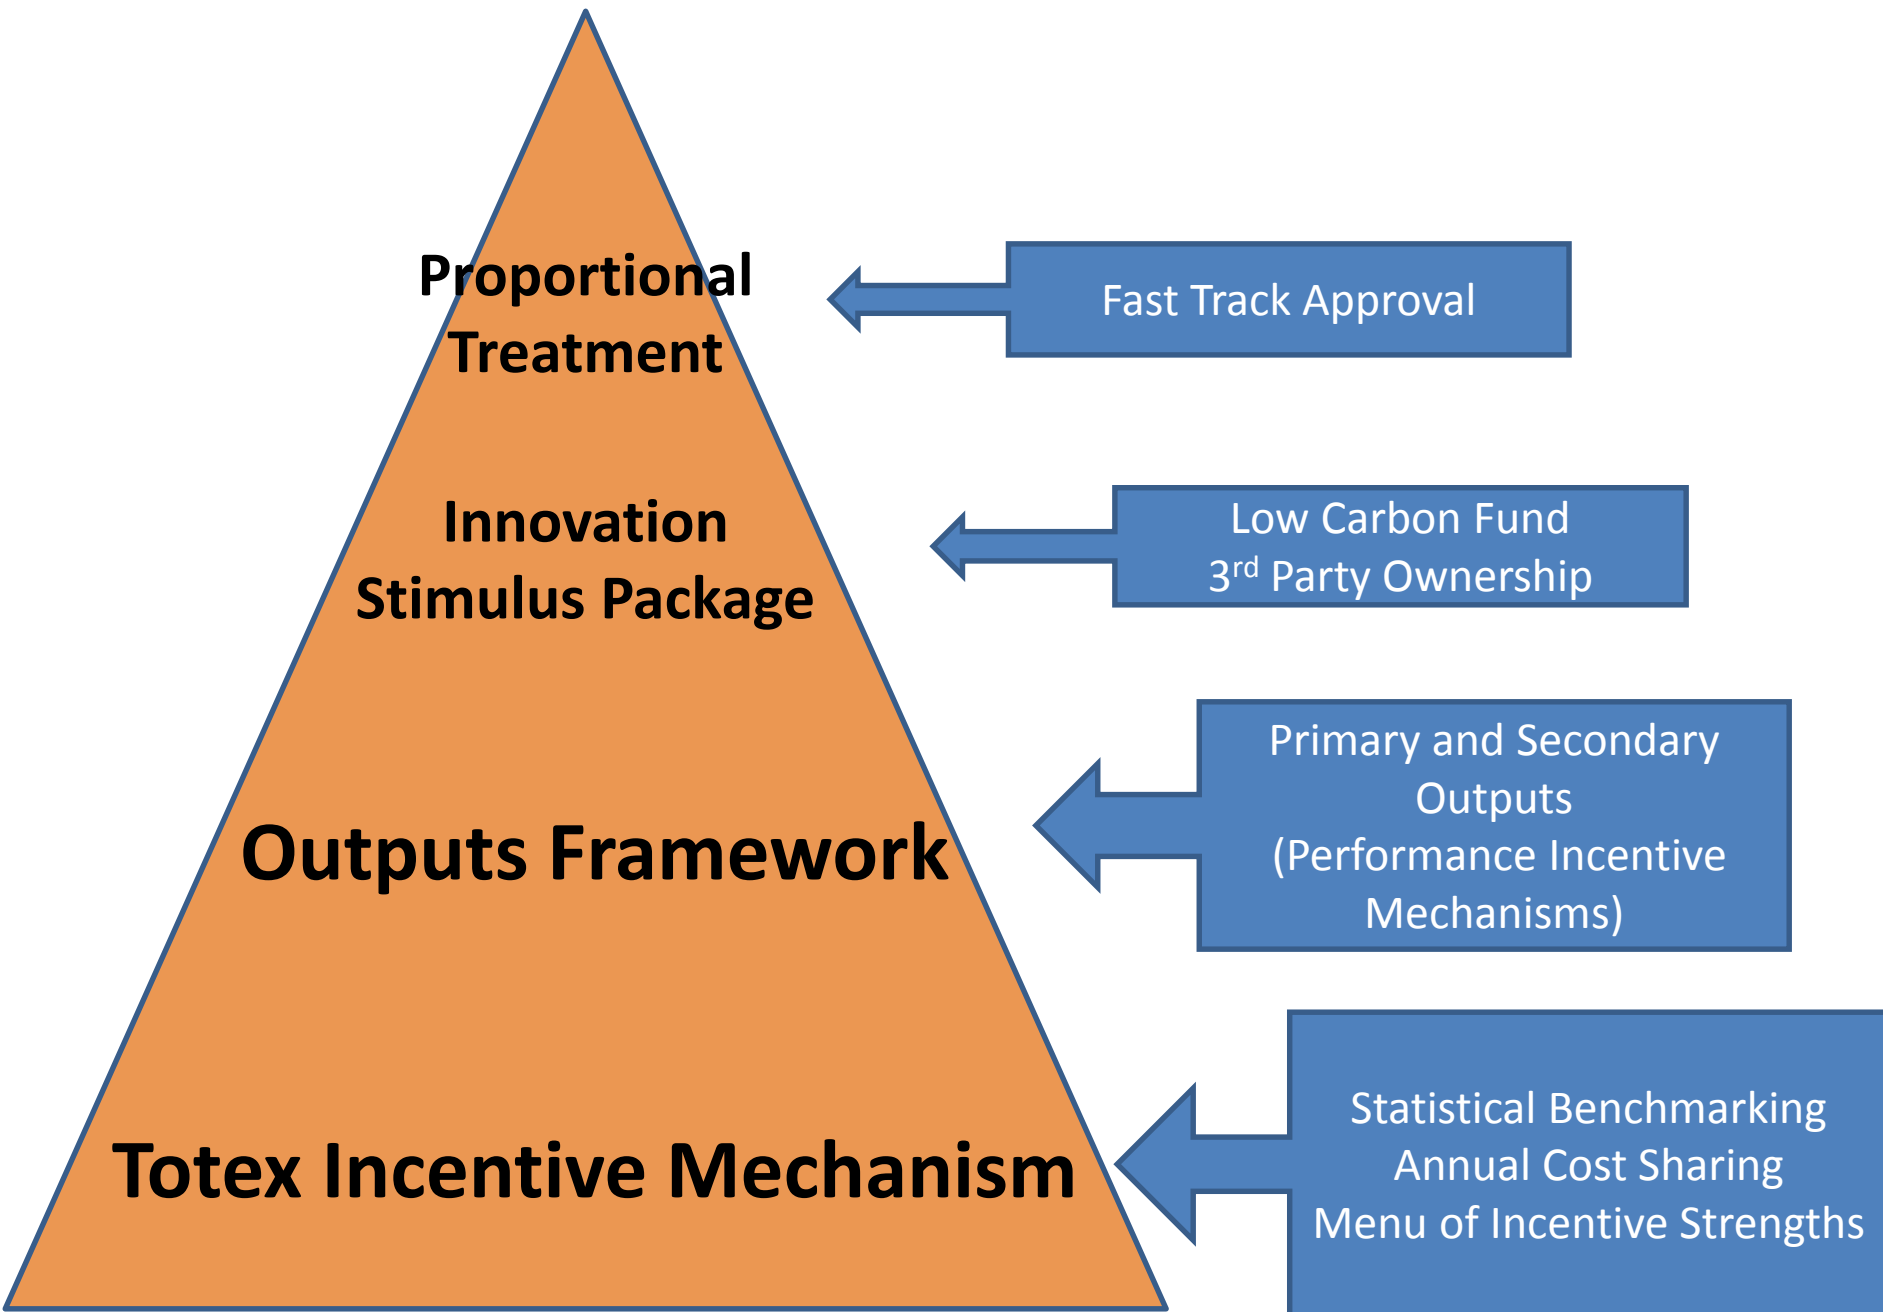 Proportional
Treatment
Fast Track Approval
Innovation
Stimulus Package
Low Carbon Fund
3rd Party Ownership
Outputs Framework
Primary and Secondary
Outputs
(Performance Incentive
Mechanisms)
Totex Incentive Mechanism
Statistical Benchmarking
Annual Cost Sharing
Menu of Incentive Strengths